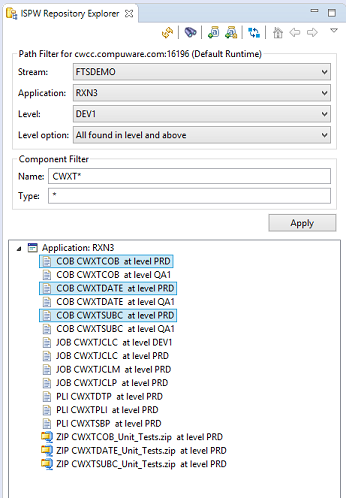 ISPW Repository Explorer
Path Filter for cwcc.compuware.com:16196 (Default Runtime)
Stream: FTSDEMO
Application: RXN3
Level: DEV1
Level option: All found in level and above
Component Filter
Name: CWXT*
Type: *
Apply
Application: RXN3
COB CWXTCOB at level PRD
COB CWXTCOB at level QA1
COB CWXTDATE at level PRD
COB CWXTDATE at level QA1
COB CWXTSUBC at level PRD
COB CWXTSUBC at level QA1
JOB CWXTJCLC at level DEV1
JOB CWXTJCLC at level PRD
JOB CWXTJCLM at level PRD
JOB CWXTJCLP at level PRD
PLI CWXTDTP at level PRD
PLI CWXTPLI at level PRD
PLI CWXTSBP at level PRD
ZIP CWXTCOB_Unit_Tests.zip at level PRD
ZIP CWXTDATE_Unit_Tests.zip at level PRD
ZIP CWXTSUBC_Unit_Tests.zip at level PRD